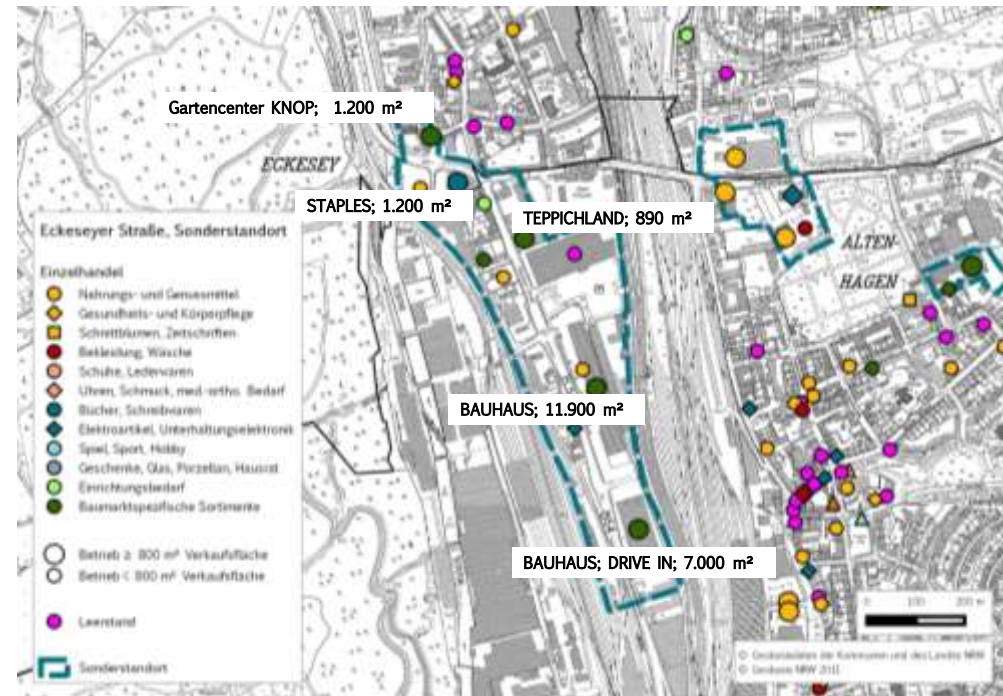 Gartencenter KNOP; 1.200 m²
ECKESEY
STAPLES; 1.200 m²
TEPPICHLAND; 890 m²
ALTEN-
HAGEN
Eckeseyer Straße, Sonderstandort
Einzelhandel
Nahrungs- und Genussmittel
Gesundheits- und Körperpflege
Schnittblumen, Zeitschriften
Bekleidung, Wäsche
Schuhe, Lederwaren
Uhren, Schmuck, med.-ortho. Bedarf
Bücher, Schreibwaren
Elektroartikel, Unterhaltungselektronik
Spiel, Sport, Hobby
Geschenke, Glas, Porzellan, Hausrat
Einrichtungsbedarf
Baumarktspezifische Sortimente
Betrieb ≥ 800 m² Verkaufsfläche
Betrieb < 800 m² Verkaufsfläche
Leerstand
Sonderstandort
BAUHAUS; 11.900 m²
BAUHAUS; DRIVE IN; 7.000 m²
0 100 200 m
© Geobasisdaten der Kommunen und des Landes NRW
© Geobasis NRW 2011